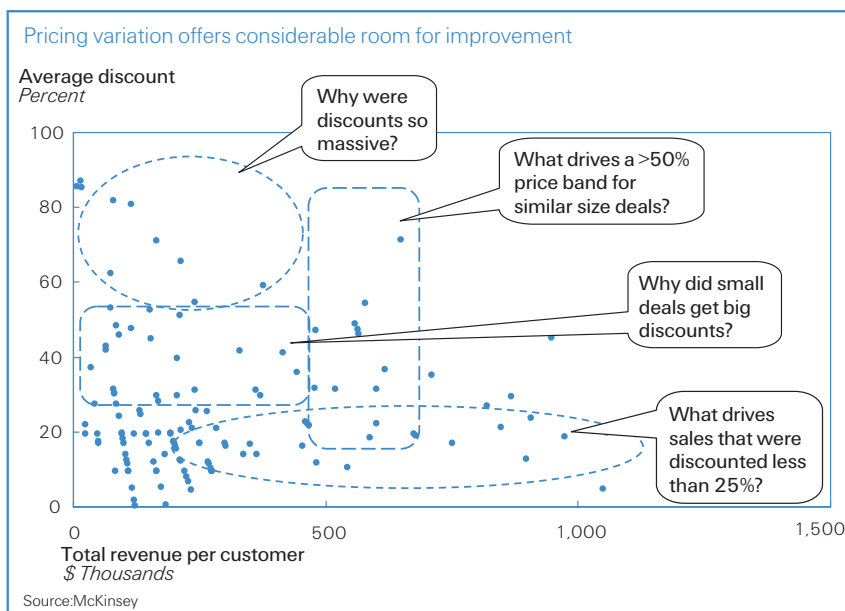 Pricing variation offers considerable room for improvement
Average discount
Percent
Why were
discounts so
massive?
What drives a >50%
price band for
similar size deals?
Why did small
deals get big
discounts?
What drives
sales that were
discounted less
than 25%?
100
80
60
40
20
0
0
500
1,000
1,500
Total revenue per customer
$ Thousands
Source:McKinsey